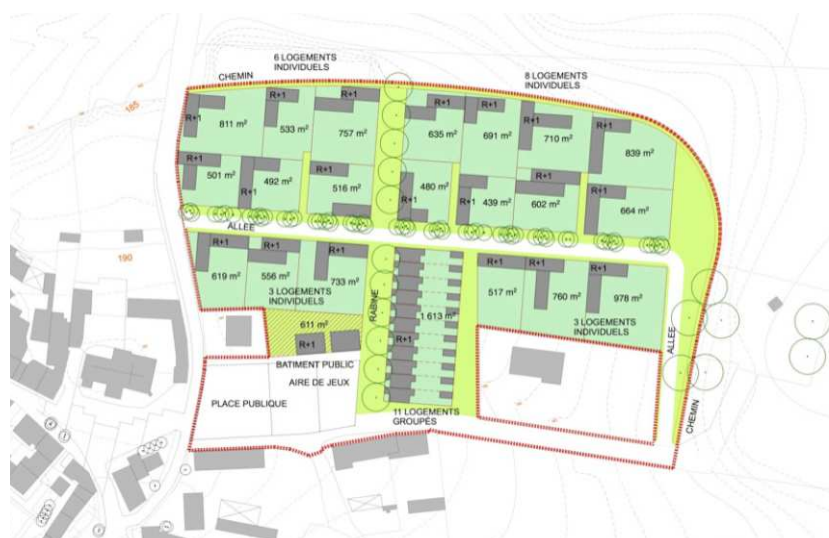 6 LOGEMENTS
INDIVIDUELS
CHEMIN
8 LOGEMENTS
INDIVIDUELS
185
R+1
R+1
R+1
R+1
R+1
R+1
R+1
811 m²
533 m²
757 m²
635 m²
691 m²
710 m²
839 m²
R+1
R+1
R+1
R+1
R+1
R+1
R+1
501 m²
492 m²
516 m²
480 m²
439 m²
602 m²
664 m²
ALLEE
190
R+1
R+1
R+1
R+1
R+1
R+1
619 m²
556 m²
733 m²
517 m²
760 m²
978 m²
3 LOGEMENTS
INDIVIDUELS
RABINE
1 613 m²
3 LOGEMENTS
INDIVIDUELS
611 m²
R+1
R+1
ALLEE
BATIMENT PUBLIC
AIRE DE JEUX
PLACE PUBLIQUE
11 LOGEMENTS
GROUPÉS
CHEMIN